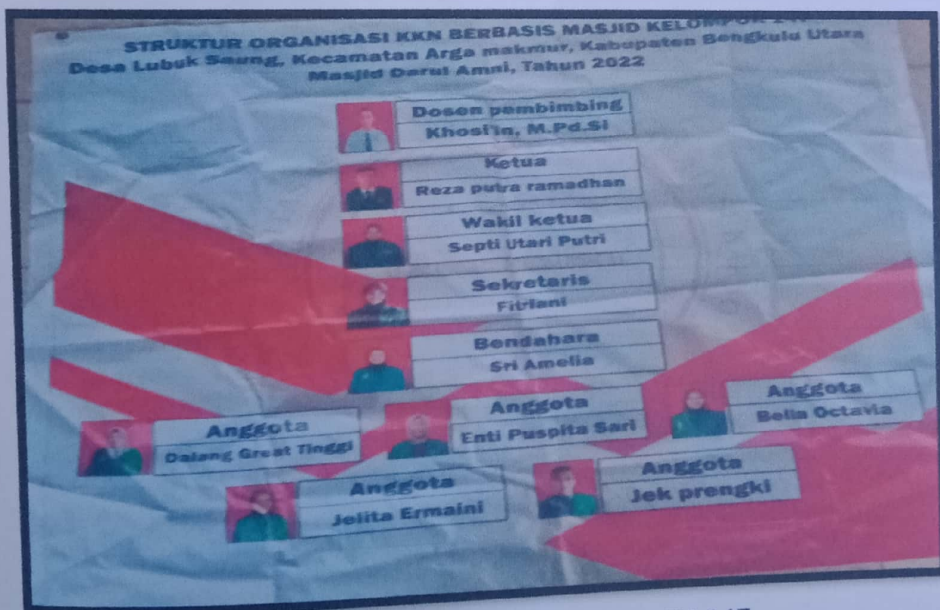 STRUKTUR ORGANISASI KKN BERBASIS MASJID KELOMPOK
Desa Lubuk Saung, Kecamatan Arga makmur, Kabupaten Bengkulu Utara
Masjid Darul Amni, Tahun 2022
Dosen pembimbing
Khosi'in, M.Pd.Si
Ketua
Reza putra ramadhan
Wakil ketua
Septi Utari Putri
Sekretaris
Fitriani
Bendahara
Sri Amelia
Anggota
Dalang Great Tinggi
Anggota
Enti Puspita Sari
Anggota
Bella Octavia
Anggota
Jelita Ermaini
Anggota
Jek prengki